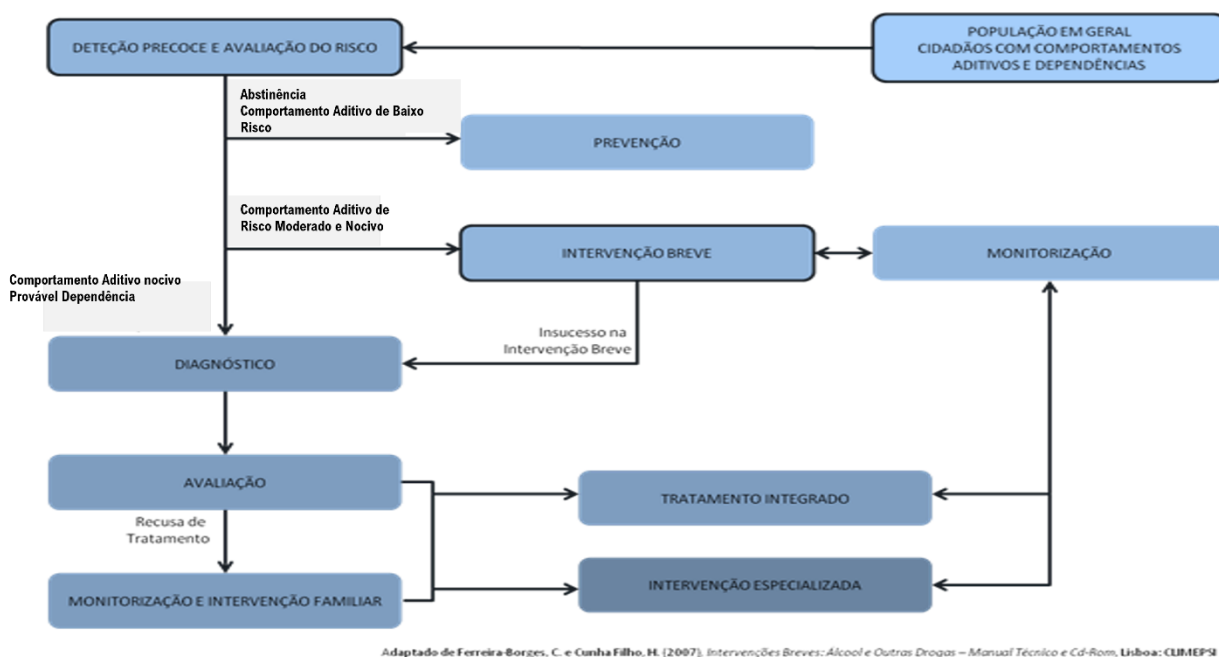 DETEÇÃO PRECOCE E AVALIAÇÃO DO RISCO
POPULAÇÃO EM GERAL
CIDADÃOS COM COMPORTAMENTOS
ADITIVOS E DEPENDÊNCIAS
Abstinência
Comportamento Aditivo de Baixo
Risco
PREVENÇÃO
Comportamento Aditivo de
Risco Moderado e Nocivo
INTERVENÇÃO BREVE
MONITORIZAÇÃO
Comportamento Aditivo nocivo
Provável Dependência
Insucesso na
Intervenção Breve
DIAGNÓSTICO
AVALIAÇÃO
TRATAMENTO INTEGRADO
Recusa de
Tratamento
MONITORIZAÇÃO E INTERVENÇÃO FAMILIAR
INTERVENÇÃO ESPECIALIZADA
Adaptado de Ferreira-Borges, C. e Cunha Filho, H. (2007). Intervenções Breves: Álcool e Outras Drogas – Manual Técnico e Cd-Rom, Lisboa: CLIMEPSI